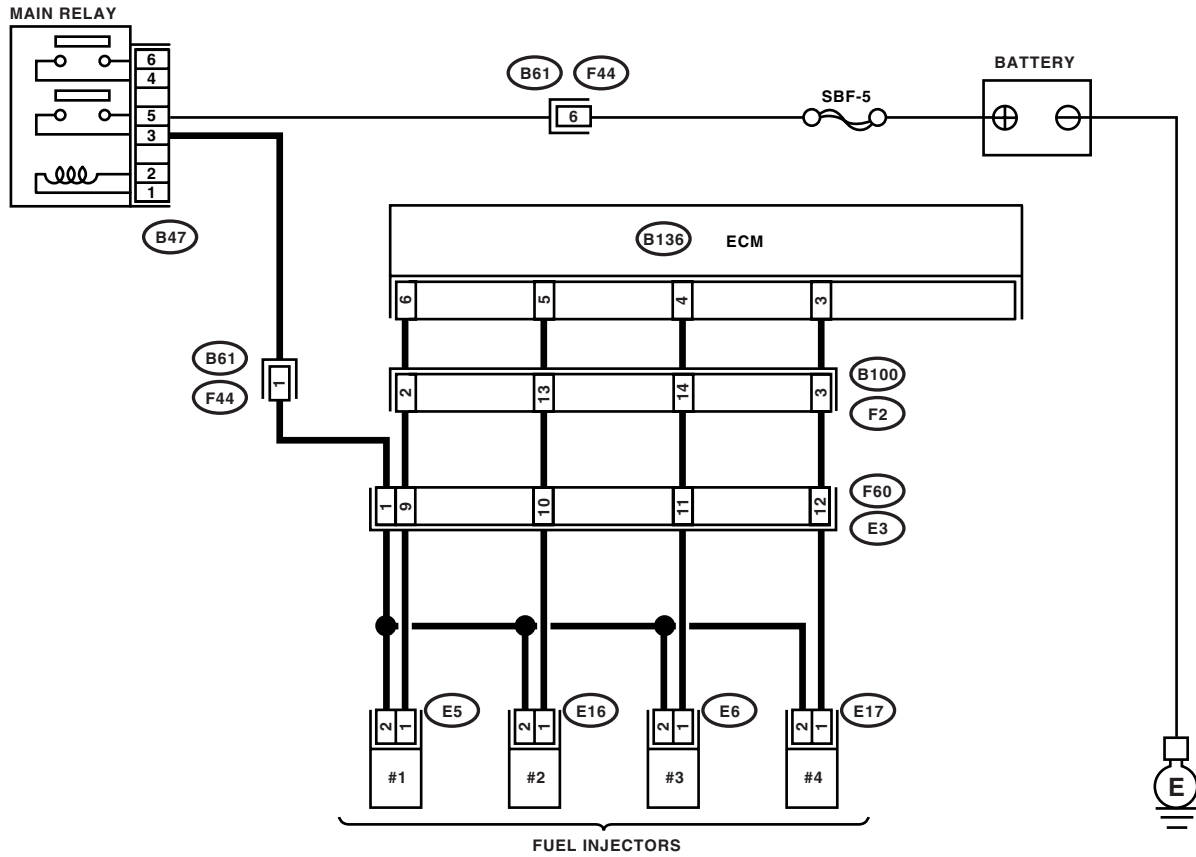 MAIN RELAY
6
4
5
3
2
1
B47
B61 F44
6
SBF-5
BATTERY
B136 ECM
6 5 4 3
B61
F44
1
2 13 14 3
B100
F2
1 9 10 11 12
F60
E3
2 1 E5
2 1 E16
2 1 E6
2 1 E17
#1 #2 #3 #4
E
FUEL INJECTORS